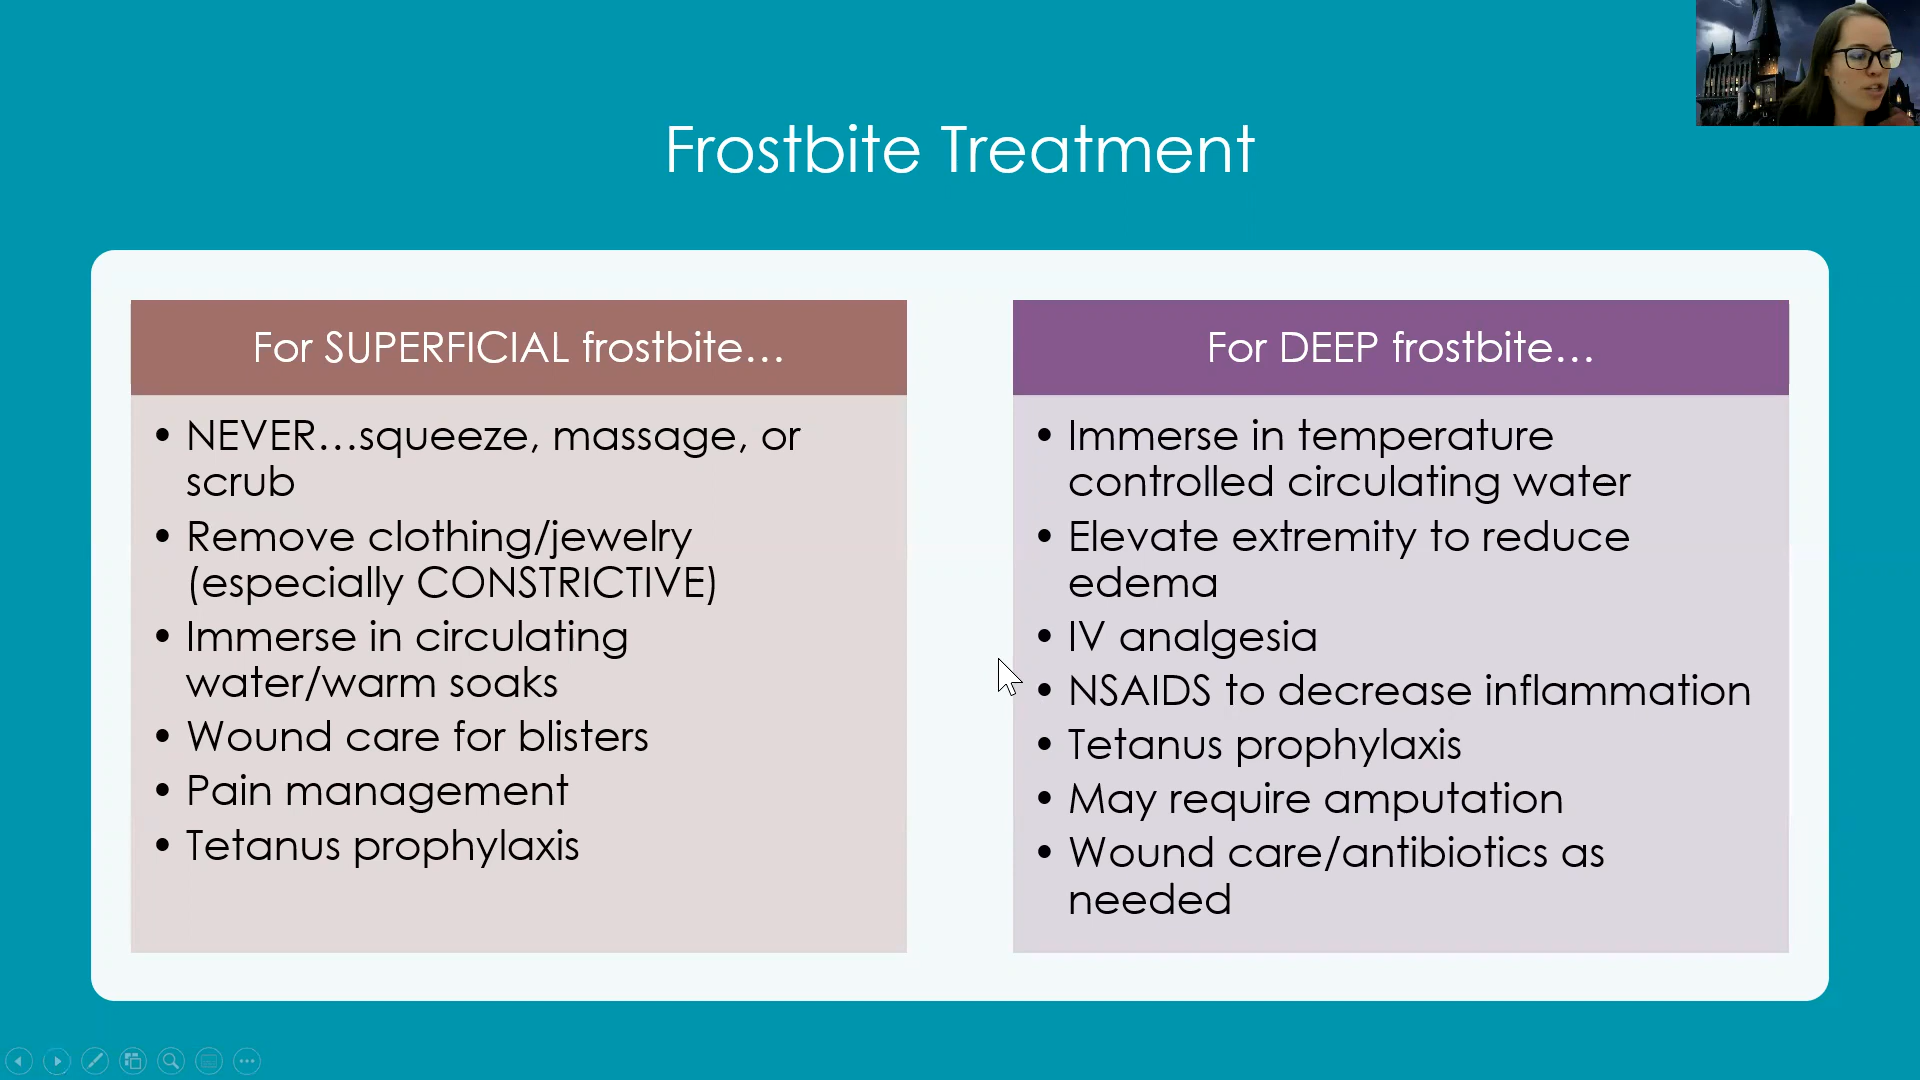 Frostbite Treatment
For SUPERFICIAL frostbite…
• NEVER…squeeze, massage, or
scrub
• Remove clothing/jewelry
(especially CONSTRICTIVE)
• Immerse in circulating
water/warm soaks
• Wound care for blisters
• Pain management
• Tetanus prophylaxis
For DEEP frostbite…
• Immerse in temperature
controlled circulating water
• Elevate extremity to reduce
edema
• IV analgesia
• NSAIDS to decrease inflammation
• Tetanus prophylaxis
• May require amputation
• Wound care/antibiotics as
needed